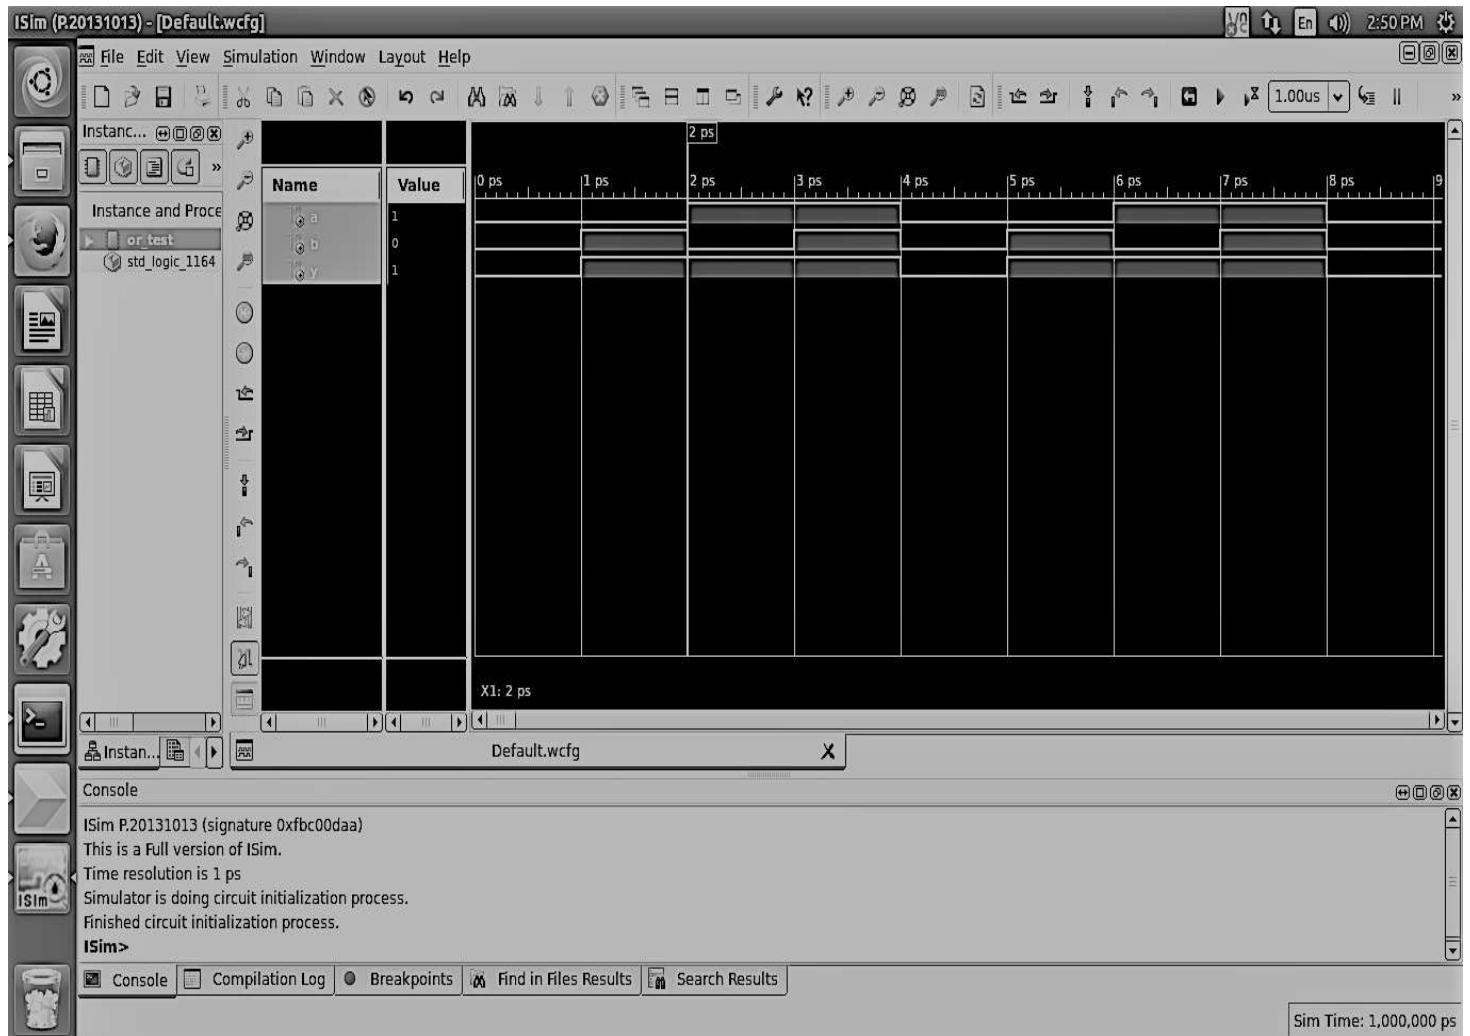 ISim (P.20131013) - [Default.wcfg]
En 2:50 PM
File Edit View Simulation Window Layout Help
1.00us
»
Instanc...
»
Instance and Proce
or_test
std_logic_1164
Name
a
b
y
Value
1
0
1
2 ps
0 ps 1 ps 2 ps 3 ps 4 ps 5 ps 6 ps 7 ps 8 ps 9
X1: 2 ps
Instan...
Default.wcfg X
Console
ISim P.20131013 (signature 0xfbc00daa)
This is a Full version of ISim.
Time resolution is 1 ps
Simulator is doing circuit initialization process.
Finished circuit initialization process.
ISim>
ISim
Console Compilation Log Breakpoints Find in Files Results Search Results
Sim Time: 1,000,000 ps